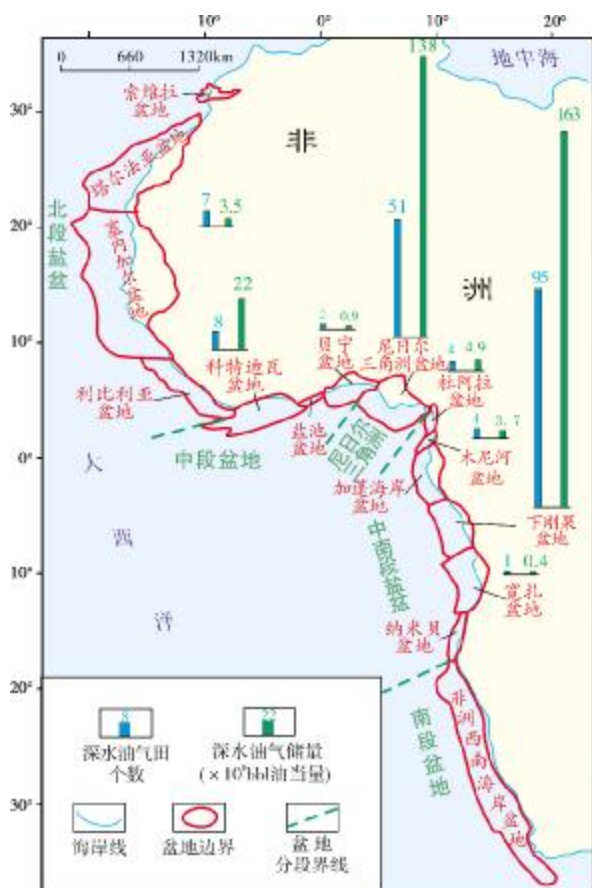 10°
0°
10°
20°
0
660
1320km
138
地中海
索维拉
盆地
30°
非
163
塔尔法亚盆地
北段盐盆
7
3.5
51
20°
塞内加尔盆地
洲
95
22
8
2
0.9
10°
科特迪瓦
盆地
贝宁
盆地
尼日尔
三角洲盆地
4
4.9
杜阿拉
盆地
利比利亚
盆地
盐池
盆地
尼日尔
三角洲
4
3.7
木尼河
盆地
0°
大
西
洋
中段盆地
加蓬海岸
盆地
下刚果
盆地
中南段盐盆
1
0.4
10°
宽扎
盆地
纳米贝
盆地
20°
南段盆地
非洲西南海岸盆地
30°
8
深水油气田
个数
22
深水油气储量
(×10⁸bbl油当量)
海岸线
盆地边界
盆地
分段界线